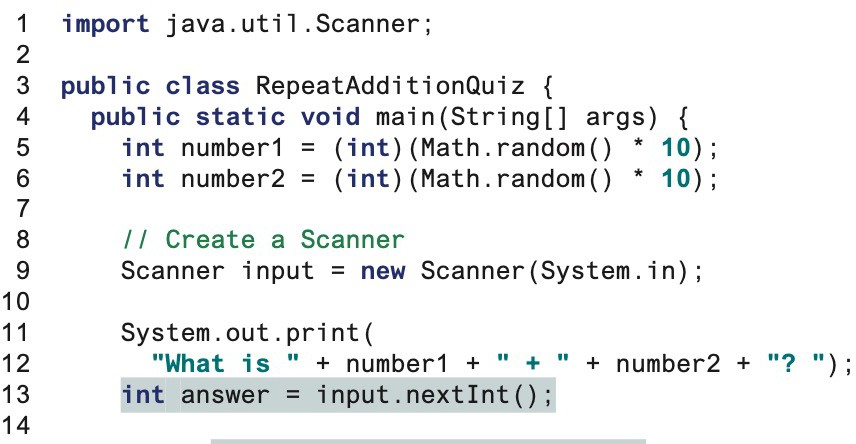 1 import java.util.Scanner;
2
3 public class RepeatAdditionQuiz {
4 public static void main(String[] args) {
5 int number1 = (int)(Math.random() * 10);
6 int number2 = (int)(Math.random() * 10);
7
8 // Create a Scanner
9 Scanner input = new Scanner(System.in);
10
11 System.out.print(
12 "What is " + number1 + " + " + number2 + "? ");
13 int answer = input.nextInt();
14